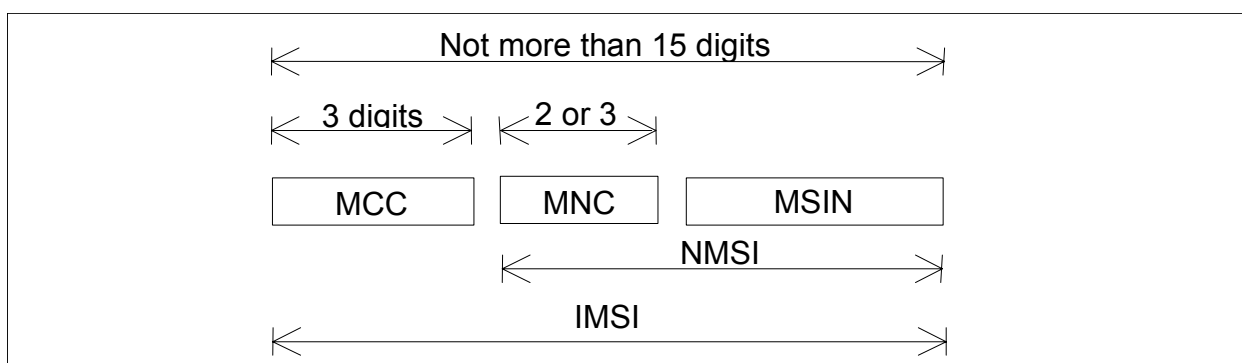 Not more than 15 digits
3 digits 2 or 3
MCC MNC MSIN
NMSI
IMSI